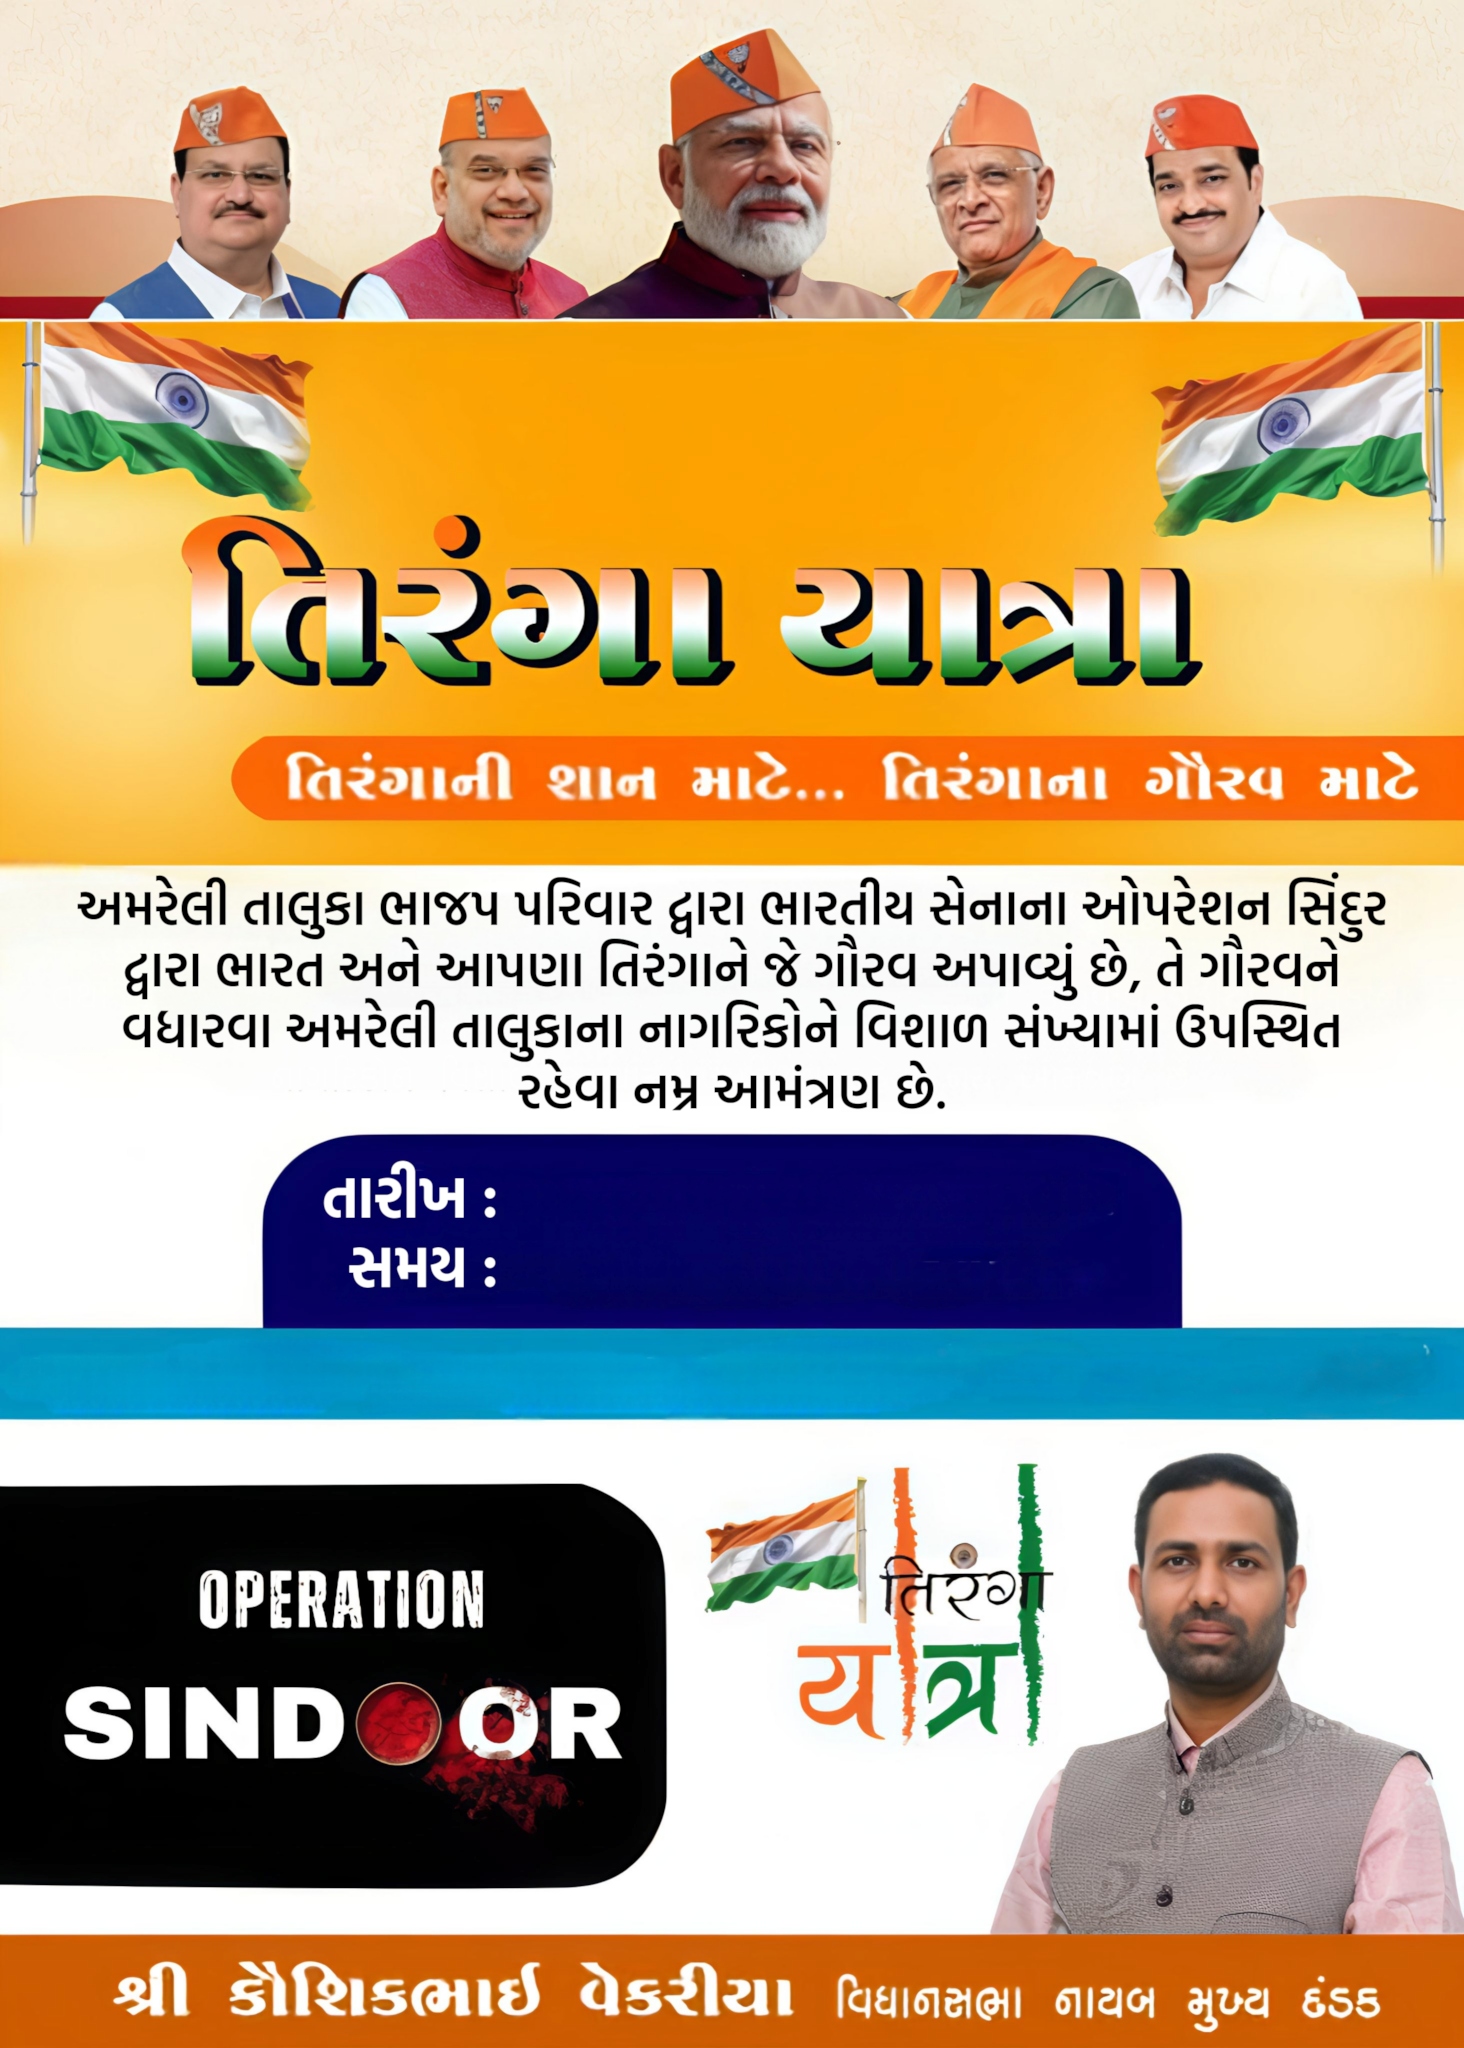 તિરંગા યાત્રા
તિરંગાની શાન માટે... તિરંગાના ગૌરવ માટે
અમરેલી તાલુકા ભાજપ પરિવાર દ્વારા ભારતીય સેનાના ઓપરેશન સિંદુર
દ્વારા ભારત અને આપણા તિરંગાને જે ગૌરવ અપાવ્યું છે, તે ગૌરવને
વધારવા અમરેલી તાલુકાના નાગરિકોને વિશાળ સંખ્યામાં ઉપસ્થિત
રહેવા નમ્ર આમંત્રણ છે.
તારીખ :
સમય :
OPERATION
SINDOOR
તિરંગા
યાત્રા
શ્રી કૌશિકભાઈ વેકરીયા વિધાનસભા નાયબ મુખ્ય દંડક